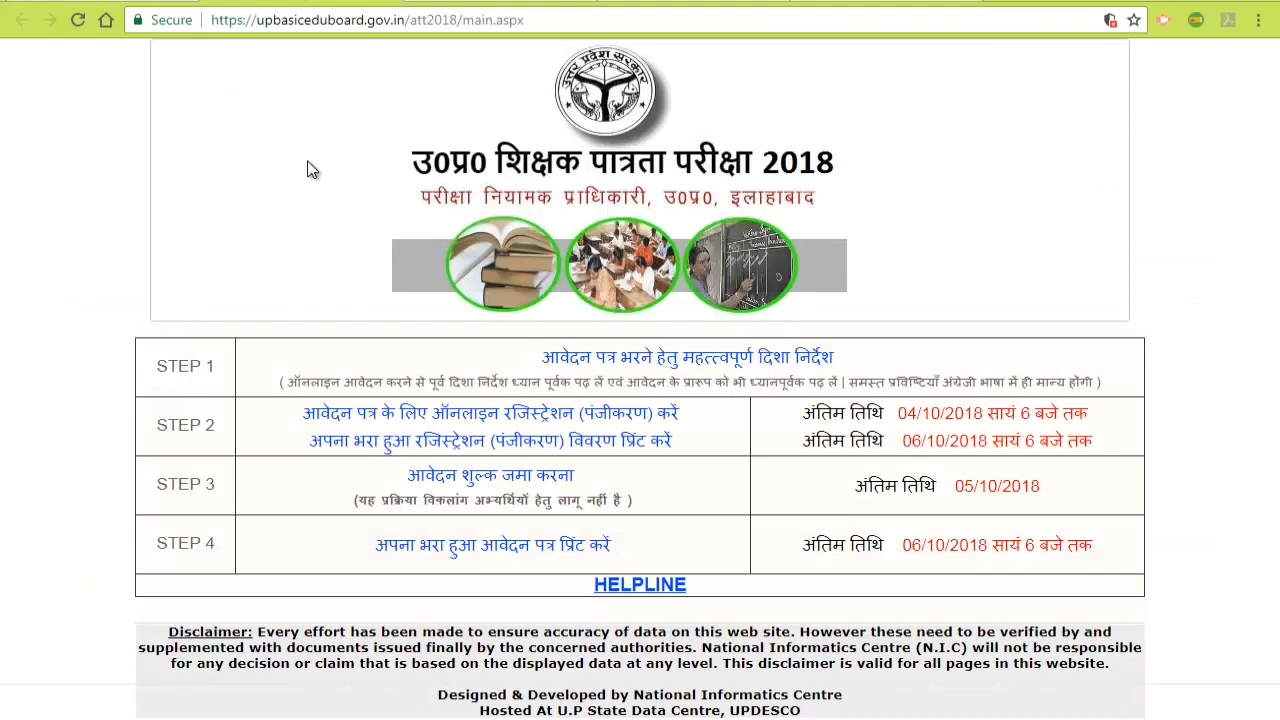 Secure https://upbasiceduboard.gov.in/att2018/main.aspx
उत्तर प्रदेश सरकार
उ0प्र0 शिक्षक पात्रता परीक्षा 2018
परीक्षा नियामक प्राधिकारी, उ0प्र0, इलाहाबाद
STEP 1 आवेदन पत्र भरने हेतु महत्त्वपूर्ण दिशा निर्देश
( ऑनलाइन आवेदन करने से पूर्व दिशा निर्देश ध्यान पूर्वक पढ़ लें एवं आवेदन के प्रारूप को भी ध्यानपूर्वक पढ़ लें | समस्त प्रविष्टियाँ अंग्रेजी भाषा में ही मान्य होंगी )
STEP 2 आवेदन पत्र के लिए ऑनलाइन रजिस्ट्रेशन (पंजीकरण) करें अंतिम तिथि 04/10/2018 सायं 6 बजे तक
अपना भरा हुआ रजिस्ट्रेशन (पंजीकरण) विवरण प्रिंट करें अंतिम तिथि 06/10/2018 सायं 6 बजे तक
STEP 3 आवेदन शुल्क जमा करना अंतिम तिथि 05/10/2018
(यह प्रक्रिया विकलांग अभ्यर्थियों हेतु लागू नहीं है )
STEP 4 अपना भरा हुआ आवेदन पत्र प्रिंट करें अंतिम तिथि 06/10/2018 सायं 6 बजे तक
HELPLINE
Disclaimer: Every effort has been made to ensure accuracy of data on this web site. However these need to be verified by and
supplemented with documents issued finally by the concerned authorities. National Informatics Centre (N.I.C) will not be responsible
for any decision or claim that is based on the displayed data at any level. This disclaimer is valid for all pages in this website.
Designed & Developed by National Informatics Centre
Hosted At U.P State Data Centre, UPDESCO